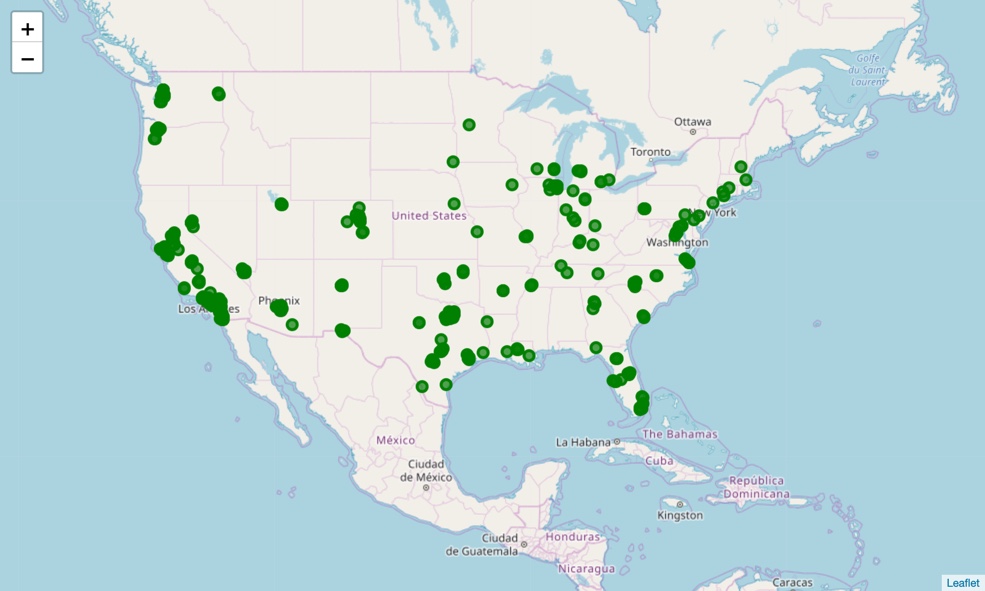 +
−
Golfe
du Saint
Laurent
Ottawa
Toronto
United States
New York
Washington
Phoenix
Los Angeles
México
Ciudad
de México
La Habana
The Bahamas
Cuba
República
Dominicana
Kingston
Ciudad
de Guatemala
Honduras
Nicaragua
Caracas
Leaflet